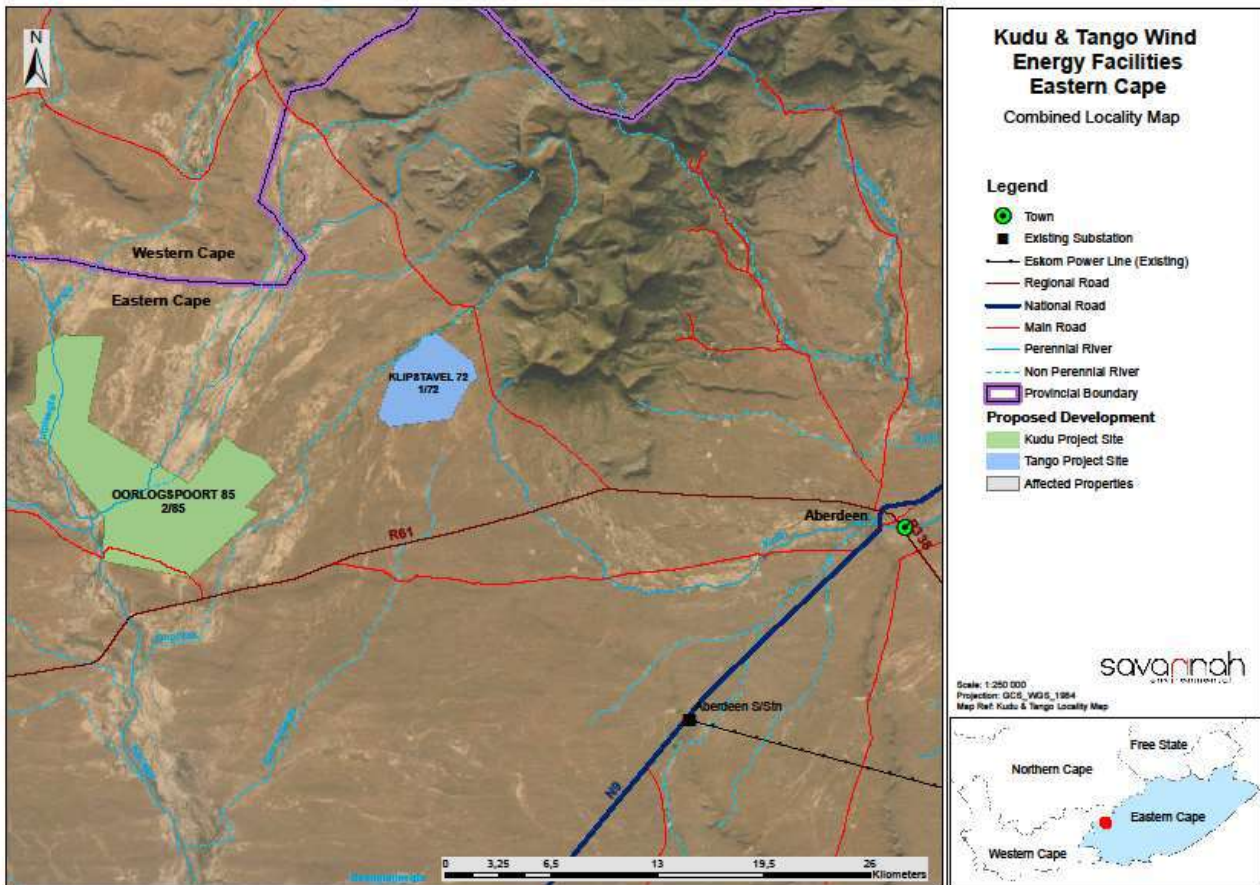 N
Western Cape
Eastern Cape
KLIPSTAVEL 72
1/72
OORLOGSPOORT 85
2/85
R61
Aberdeen
R338
Aberdeen S/Stn
N9
0 3,25 6,5 13 19,5 26
Kilometers
Kudu & Tango Wind
Energy Facilities
Eastern Cape
Combined Locality Map
Legend
Town
Existing Substation
Eskom Power Line (Existing)
Regional Road
National Road
Main Road
Perennial River
Non Perennial River
Provincial Boundary
Proposed Development
Kudu Project Site
Tango Project Site
Affected Properties
savannah
Scale: 1:250 000
Projection: GCS_WGS_1984
Map Ref: Kudu & Tango Locality Map
Free State
Northern Cape
Eastern Cape
Western Cape